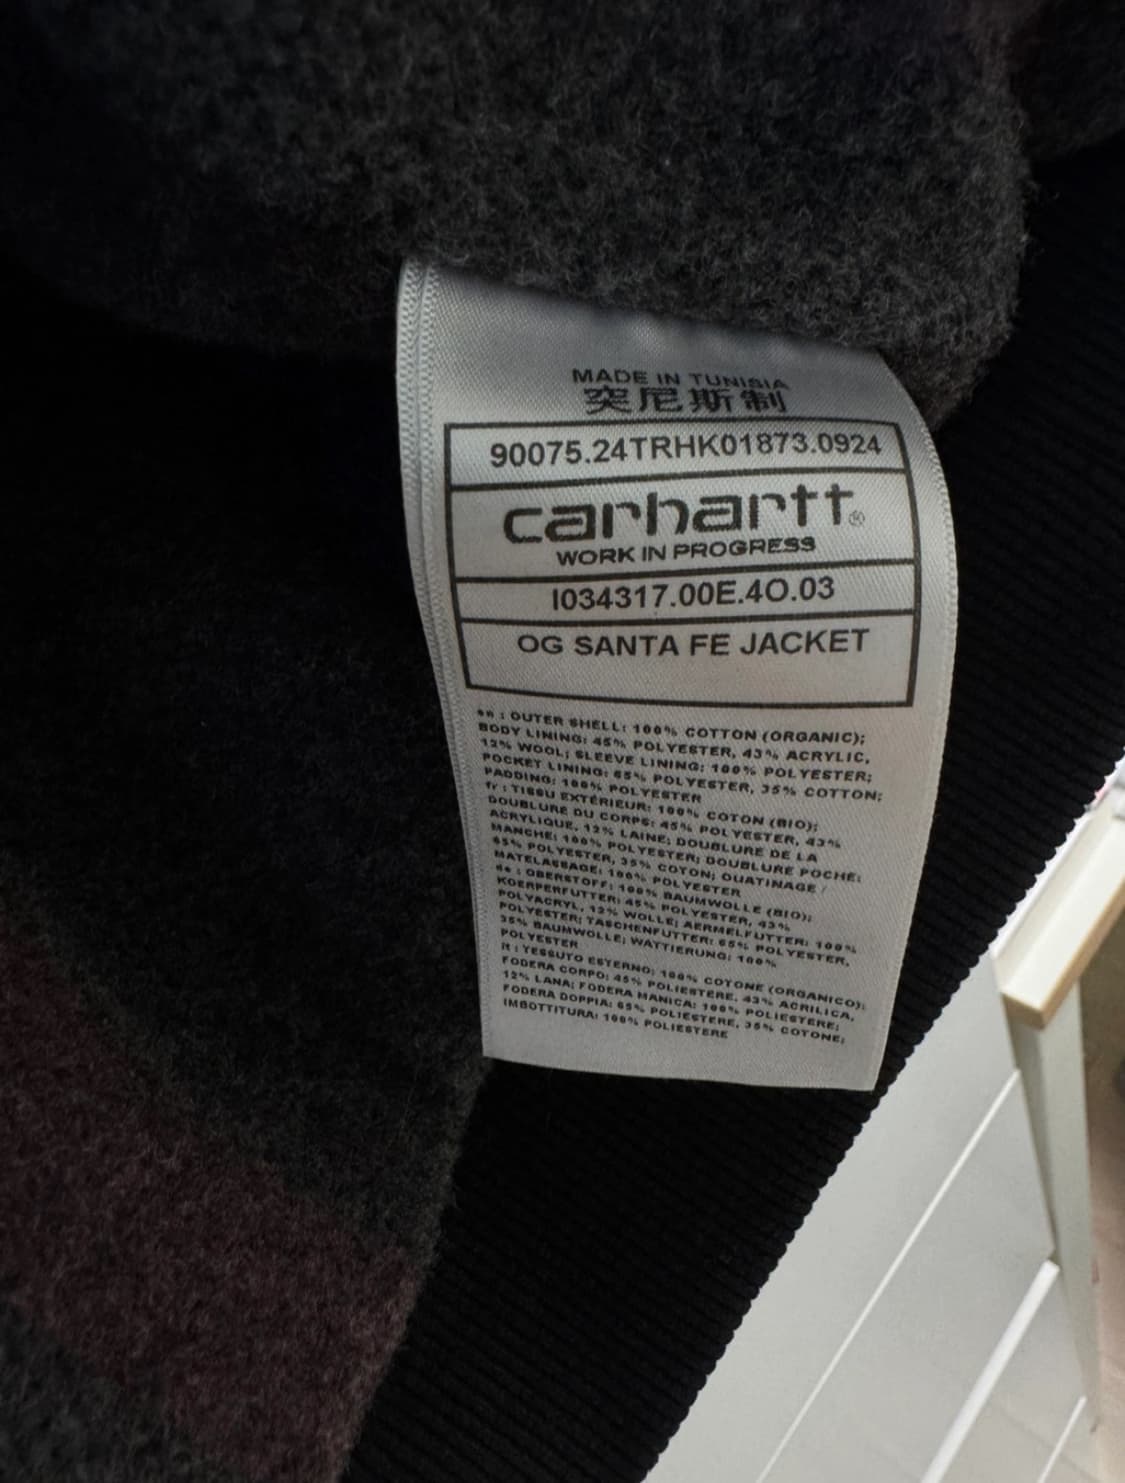 MADE IN TUNISIA
突尼斯制
90075.24TRHK01873.0924
carhartt®
WORK IN PROGRESS
I034317.00E.4O.03
OG SANTA FE JACKET
en : OUTER SHELL: 100% COTTON (ORGANIC);
BODY LINING: 45% POLYESTER, 43% ACRYLIC,
12% WOOL; SLEEVE LINING: 100% POLYESTER;
POCKET LINING: 65% POLYESTER, 35% COTTON;
PADDING: 100% POLYESTER
fr : TISSU EXTÉRIEUR: 100% COTON (BIO);
DOUBLURE DU CORPS: 45% POLYESTER, 43%
ACRYLIQUE, 12% LAINE; DOUBLURE DE LA
MANCHE: 100% POLYESTER; DOUBLURE POCHE:
65% POLYESTER, 35% COTON; OUATINAGE /
MATELASSAGE: 100% POLYESTER
de : OBERSTOFF: 100% BAUMWOLLE (BIO);
KOERPERFUTTER: 45% POLYESTER, 43%
POLYACRYL, 12% WOLLE; AERMELFUTTER: 100%
POLYESTER; TASCHENFUTTER: 65% POLYESTER,
35% BAUMWOLLE; WATTIERUNG: 100%
POLYESTER
it : TESSUTO ESTERNO: 100% COTONE (ORGANICO);
FODERA CORPO: 45% POLIESTERE, 43% ACRILICA,
12% LANA; FODERA MANICA: 100% POLIESTERE;
FODERA DOPPIA: 65% POLIESTERE, 35% COTONE;
IMBOTTITURA: 100% POLIESTERE